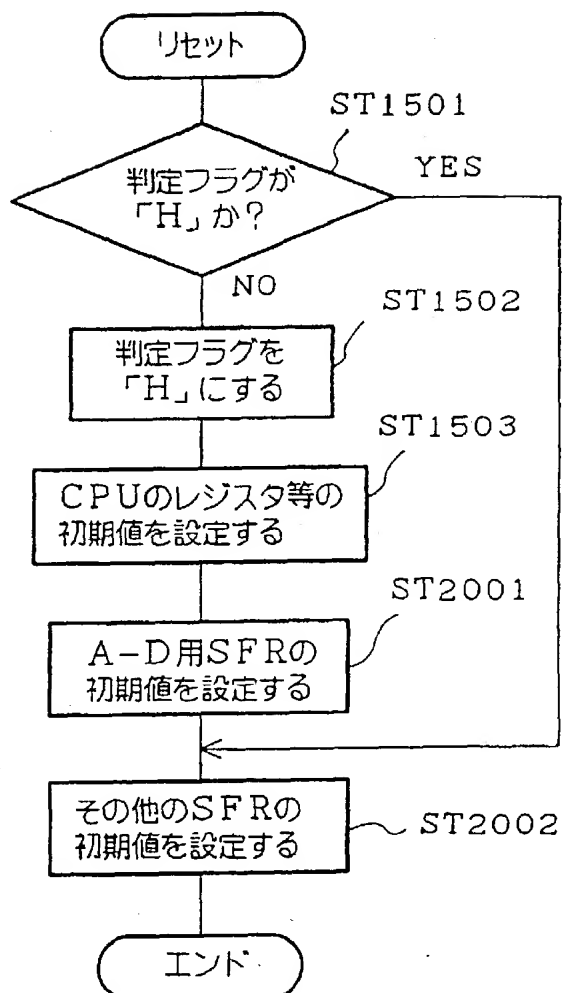 リセット
ST1501
判定フラグが
「H」か?
YES
NO
ST1502
判定フラグを
「H」にする
ST1503
CPUのレジスタ等の
初期値を設定する
ST2001
A-D用SFRの
初期値を設定する
その他のSFRの
初期値を設定する
ST2002
エンド